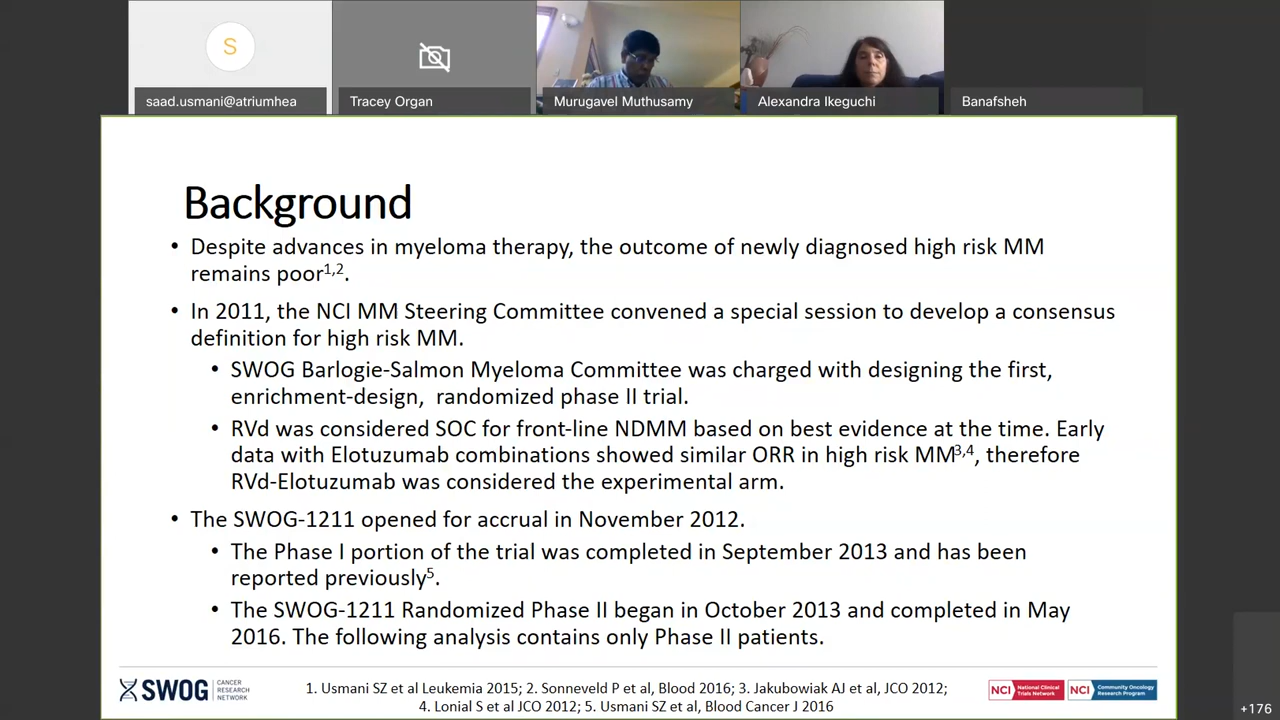 S
saad.usmani@atriumhea
Tracey Organ
Murugavel Muthusamy
Alexandra Ikeguchi
Banafsheh
Background
• Despite advances in myeloma therapy, the outcome of newly diagnosed high risk MM
remains poor1,2.
• In 2011, the NCI MM Steering Committee convened a special session to develop a consensus
definition for high risk MM.
• SWOG Barlogie-Salmon Myeloma Committee was charged with designing the first,
enrichment-design, randomized phase II trial.
• RVd was considered SOC for front-line NDMM based on best evidence at the time. Early
data with Elotuzumab combinations showed similar ORR in high risk MM3,4, therefore
RVd-Elotuzumab was considered the experimental arm.
• The SWOG-1211 opened for accrual in November 2012.
• The Phase I portion of the trial was completed in September 2013 and has been
reported previously5.
• The SWOG-1211 Randomized Phase II began in October 2013 and completed in May
2016. The following analysis contains only Phase II patients.
SWOG CANCER
RESEARCH
NETWORK
1. Usmani SZ et al Leukemia 2015; 2. Sonneveld P et al, Blood 2016; 3. Jakubowiak AJ et al, JCO 2012;
4. Lonial S et al JCO 2012; 5. Usmani SZ et al, Blood Cancer J 2016
NCI National Clinical
Trials Network
NCI Community Oncology
Research Program
+176